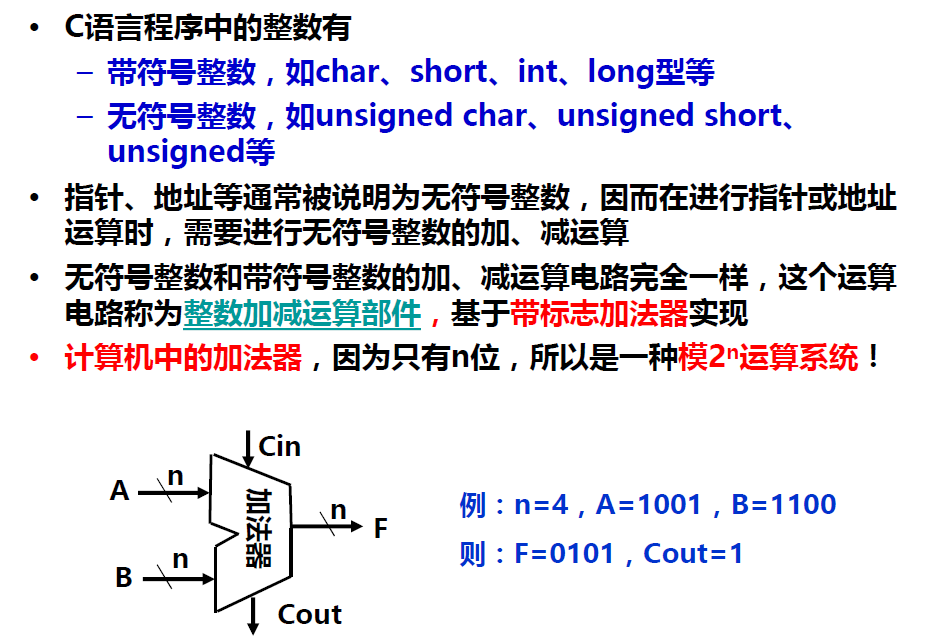 • C语言程序中的整数有
– 带符号整数，如char、short、int、long型等
– 无符号整数，如unsigned char、unsigned short、
unsigned等
• 指针、地址等通常被说明为无符号整数，因而在进行指针或地址
运算时，需要进行无符号整数的加、减运算
• 无符号整数和带符号整数的加、减运算电路完全一样，这个运算
电路称为整数加减运算部件，基于带标志加法器实现
• 计算机中的加法器，因为只有n位，所以是一种模2ⁿ运算系统！
Cin
A
n
加法器
n
F
B
n
Cout
例：n=4，A=1001，B=1100
则：F=0101，Cout=1